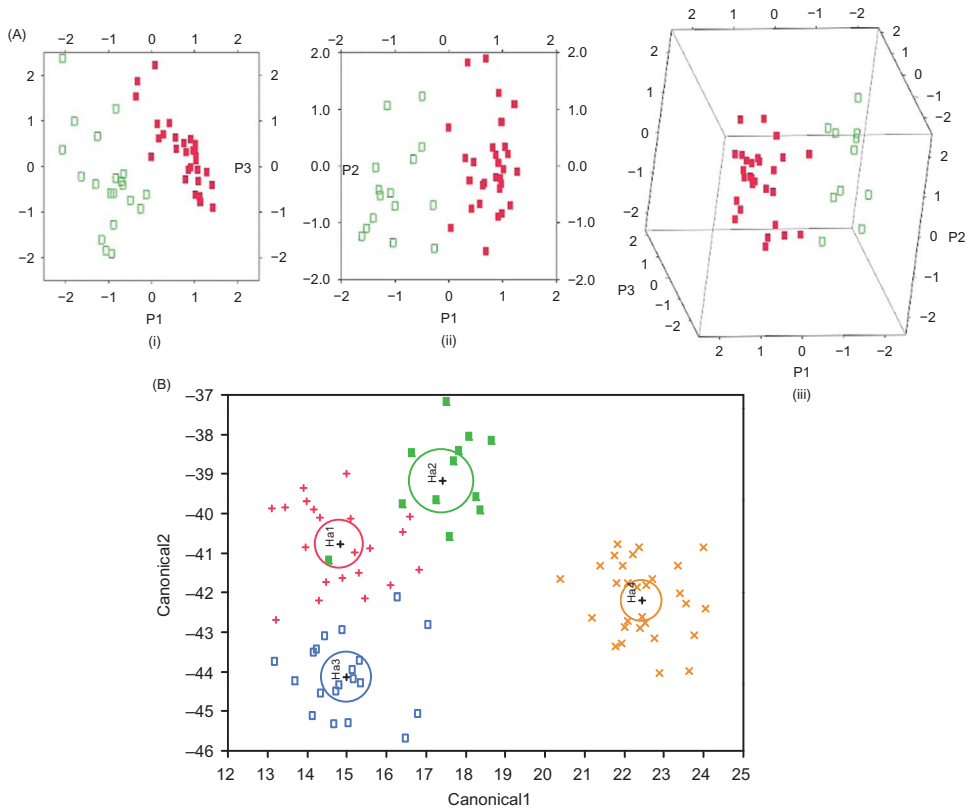 (A)
−2 −1 0 1 2
2
1
0
−1
−2
2
1
P3 0
−1
−2
−2 −1 0 1 2
P1
(i)
−2 −1 0 1 2
2.0
1.0
0.0
P2
−1.0
−2.0
2.0
1.0
0.0
−1.0
−2.0
−2 −1 0 1 2
P1
(ii)
2 1 0 −1 −2
2
1
0
−1
−2
2
1
0
−1
−2
2
1
0 P2
−1
−2
2
1
P3 0
−1
−2
2 1 0 −1 −2
P1
(iii)
(B)
Canonical2
–37
–38
–39
–40
–41
–42
–43
–44
–45
–46
Ha2
Ha1
Ha4
Ha3
12 13 14 15 16 17 18 19 20 21 22 23 24 25
Canonical1